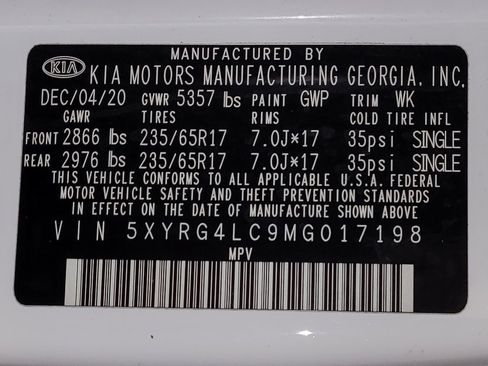 MANUFACTURED BY
KIA KIA MOTORS MANUFACTURING GEORGIA, INC.
DEC/04/20 GVWR 5357 lbs PAINT GWP TRIM WK
GAWR TIRES RIMS COLD TIRE INFL
FRONT 2866 lbs 235/65R17 7.0J*17 35psi SINGLE
REAR 2976 lbs 235/65R17 7.0J*17 35psi SINGLE
THIS VEHICLE CONFORMS TO ALL APPLICABLE U.S.A. FEDERAL
MOTOR VEHICLE SAFETY AND THEFT PREVENTION STANDARDS
IN EFFECT ON THE DATE OF MANUFACTURE SHOWN ABOVE
VIN 5XYRG4LC9MG017198
MPV